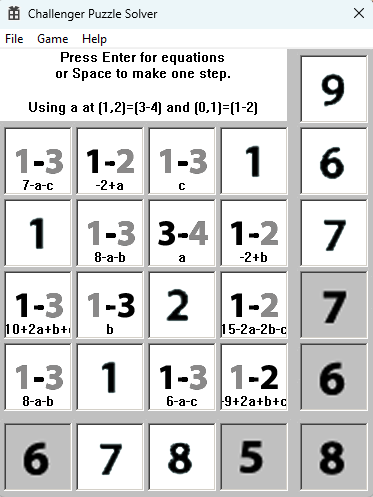 Challenger Puzzle Solver
File Game Help
Press Enter for equations
or Space to make one step.
Using a at (1,2)=(3-4) and (0,1)=(1-2)
9
1-3 1-2 1-3 1 6
7-a-c -2+a c
1 1-3 3-4 1-2 7
8-a-b a -2+b
1-3 1-3 2 1-2 7
10+2a+b+ b 15-2a-2b-c
1-3 1 1-3 1-2 6
8-a-b 6-a-c -9+2a+b+c
6 7 8 5 8